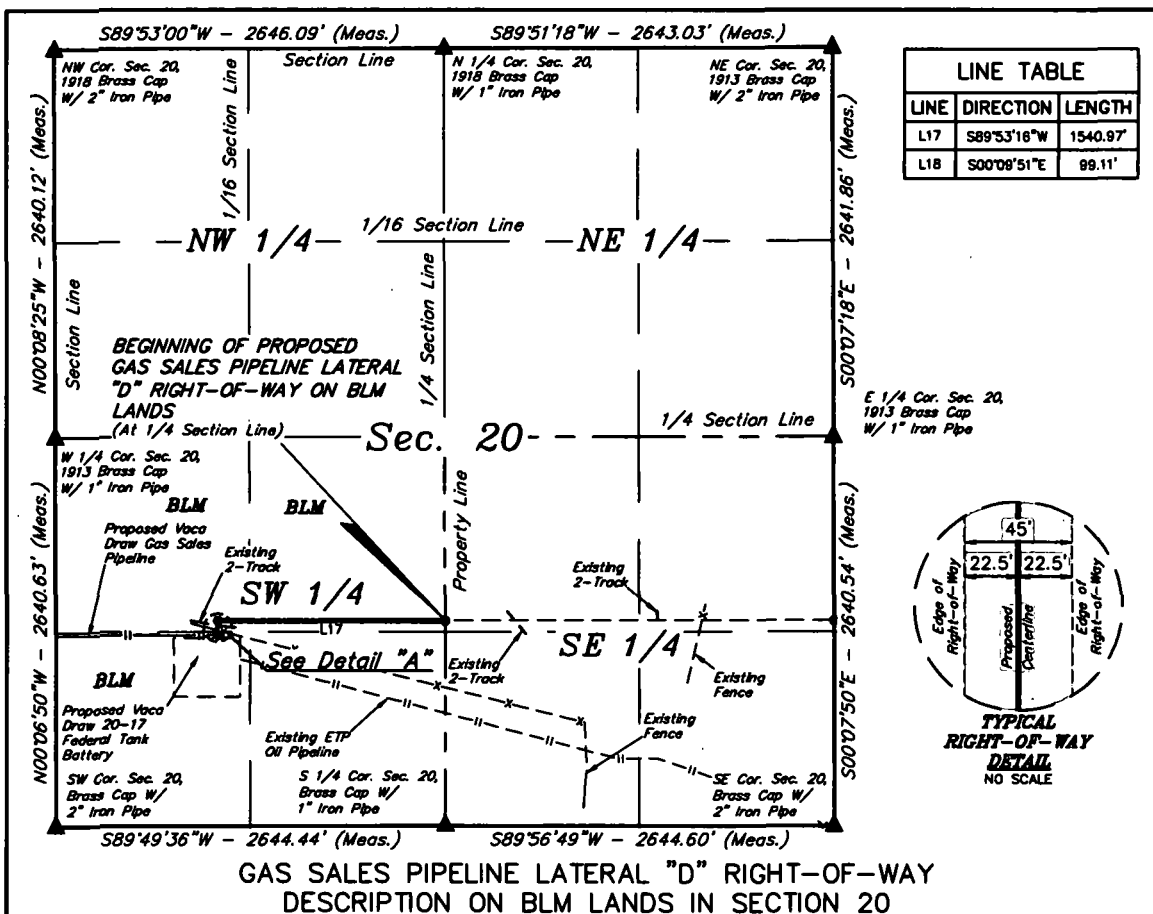 S89°53'00"W - 2646.09' (Meas.)
S89°51'18"W - 2643.03' (Meas.)
NW Cor. Sec. 20,
1918 Brass Cap
W/ 2" Iron Pipe
Section Line
N 1/4 Cor. Sec. 20,
1918 Brass Cap
W/ 1" Iron Pipe
NE Cor. Sec. 20,
1913 Brass Cap
W/ 2" Iron Pipe
LINE TABLE
LINE DIRECTION LENGTH
L17 S89°53'16"W 1540.97'
L18 S00°09'51"E 99.11'
N00°08'25"W - 2640.12' (Meas.)
Section Line
1/16 Section Line
1/16 Section Line
NW 1/4
NE 1/4
1/4 Section Line
S00°07'18"E - 2641.86' (Meas.)
BEGINNING OF PROPOSED
GAS SALES PIPELINE LATERAL
"D" RIGHT-OF-WAY ON BLM
LANDS
(At 1/4 Section Line)
Sec. 20
1/4 Section Line
E 1/4 Cor. Sec. 20,
1913 Brass Cap
W/ 1" Iron Pipe
W 1/4 Cor. Sec. 20,
1913 Brass Cap
W/ 1" Iron Pipe
BLM
BLM
Property Line
Proposed Vaca
Draw Gas Sales
Pipeline
Existing
2-Track
SW 1/4
L17
Existing
2-Track
SE 1/4
See Detail "A"
Existing
2-Track
Existing
Fence
BLM
Proposed Vaca
Draw 20-17
Federal Tank
Battery
Existing ETP
Oil Pipeline
Existing
Fence
N00°06'50"W - 2640.63' (Meas.)
S00°07'50"E - 2640.54' (Meas.)
SW Cor. Sec. 20,
Brass Cap W/
2" Iron Pipe
S 1/4 Cor. Sec. 20,
Brass Cap W/
1" Iron Pipe
SE Cor. Sec. 20,
Brass Cap W/
2" Iron Pipe
S89°49'36"W - 2644.44' (Meas.)
S89°56'49"W - 2644.60' (Meas.)
45'
22.5' 22.5'
Edge of
Right-of-Way
Proposed
Centerline
Edge of
Right-of-Way
TYPICAL
RIGHT-OF-WAY
DETAIL
NO SCALE
GAS SALES PIPELINE LATERAL "D" RIGHT-OF-WAY
DESCRIPTION ON BLM LANDS IN SECTION 20